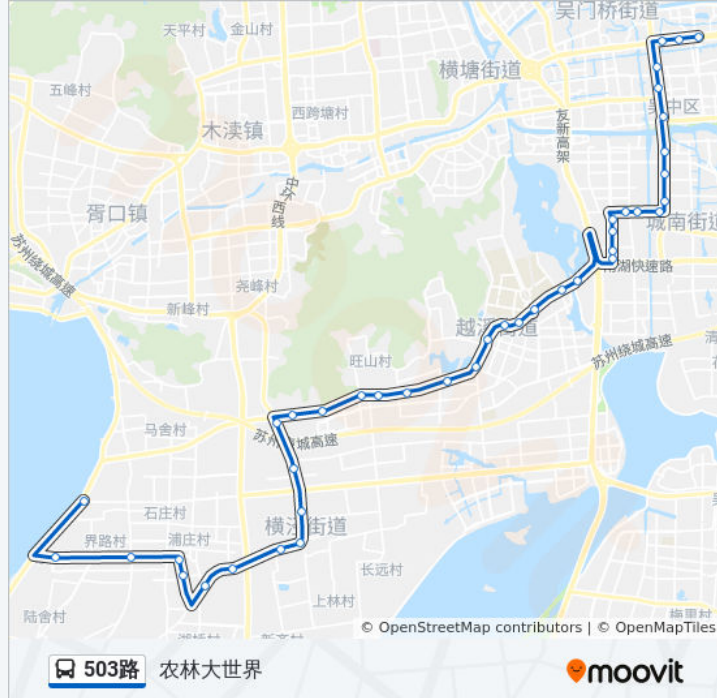 吴门桥街道
天平村
金山村
横塘街道
五峰村
西跨塘村
吴中区
木渎镇
友新高架
中环西线
胥口镇
城南街道
苏州绕城高速
湖快速路
尧峰村
新峰村
越溪街道
旺山村
苏州绕城高速
马舍村
苏州绕城高速
石庄村
横泾街道
界路村
浦庄村
长远村
上林村
陆舍村
© OpenStreetMap contributors | © OpenMapTiles
503路
农林大世界
moovit